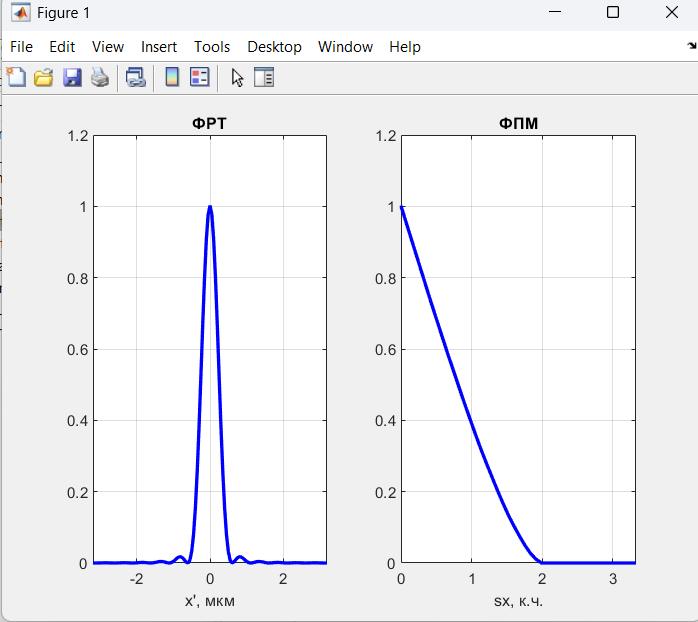 Figure 1
File Edit View Insert Tools Desktop Window Help
ФРТ
1.2
1
0.8
0.6
0.4
0.2
0
-2 0 2
x', мкм
ФПМ
1.2
1
0.8
0.6
0.4
0.2
0
0 1 2 3
sx, к.ч.